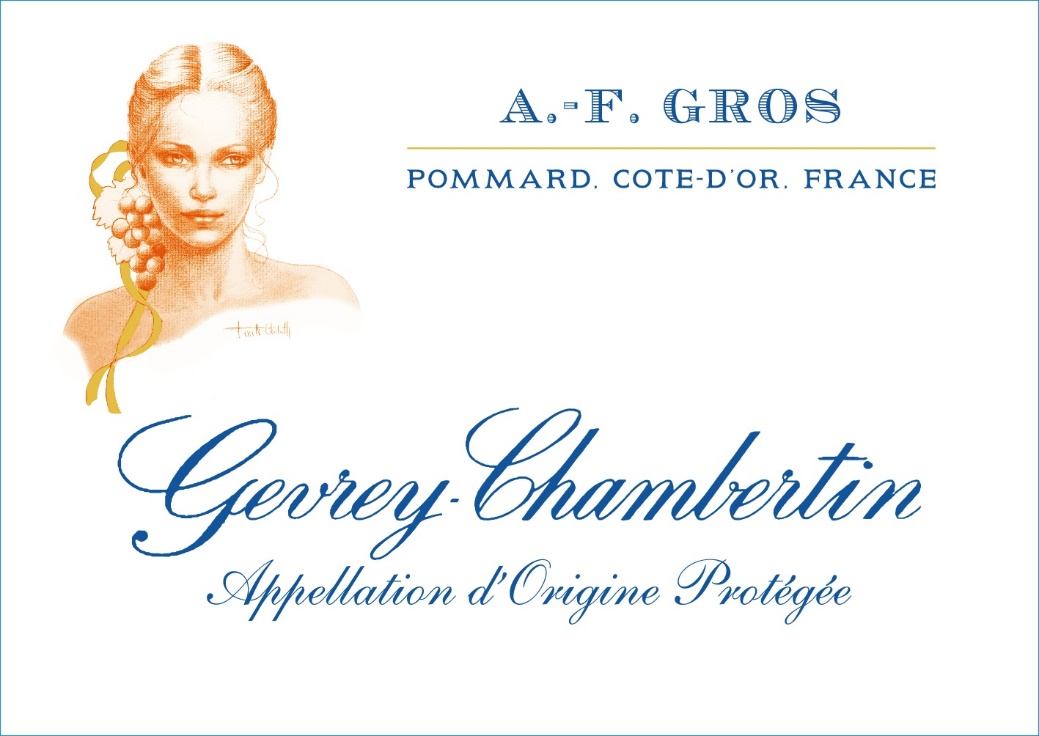 A.-F. GROS
POMMARD. COTE-D'OR. FRANCE
Gevrey-Chambertin
Appellation d'Origine Protégée